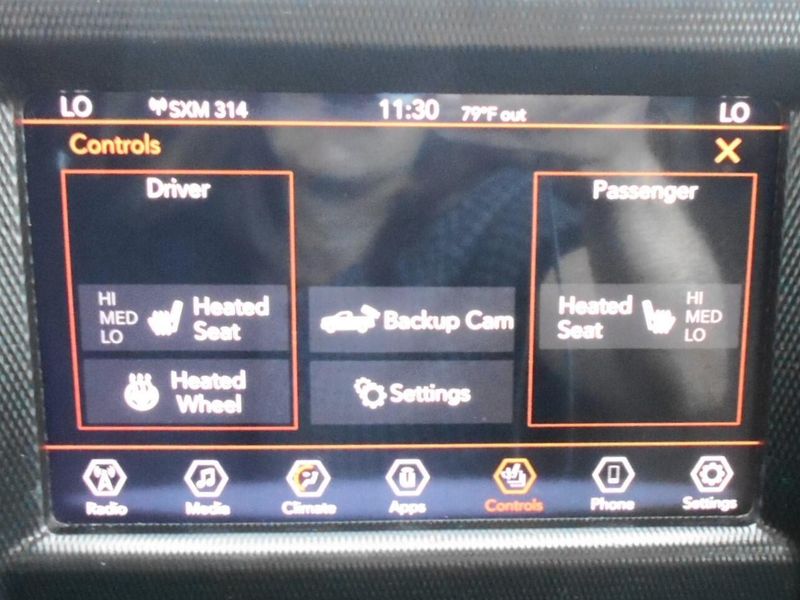 LO SXM 314 11:30 79°F out LO
Controls X
Driver
Passenger
HI
MED
LO
Heated
Seat
Heated
Wheel
Backup Cam
Settings
Heated
Seat
HI
MED
LO
Radio Media Climate Apps Controls Phone Settings